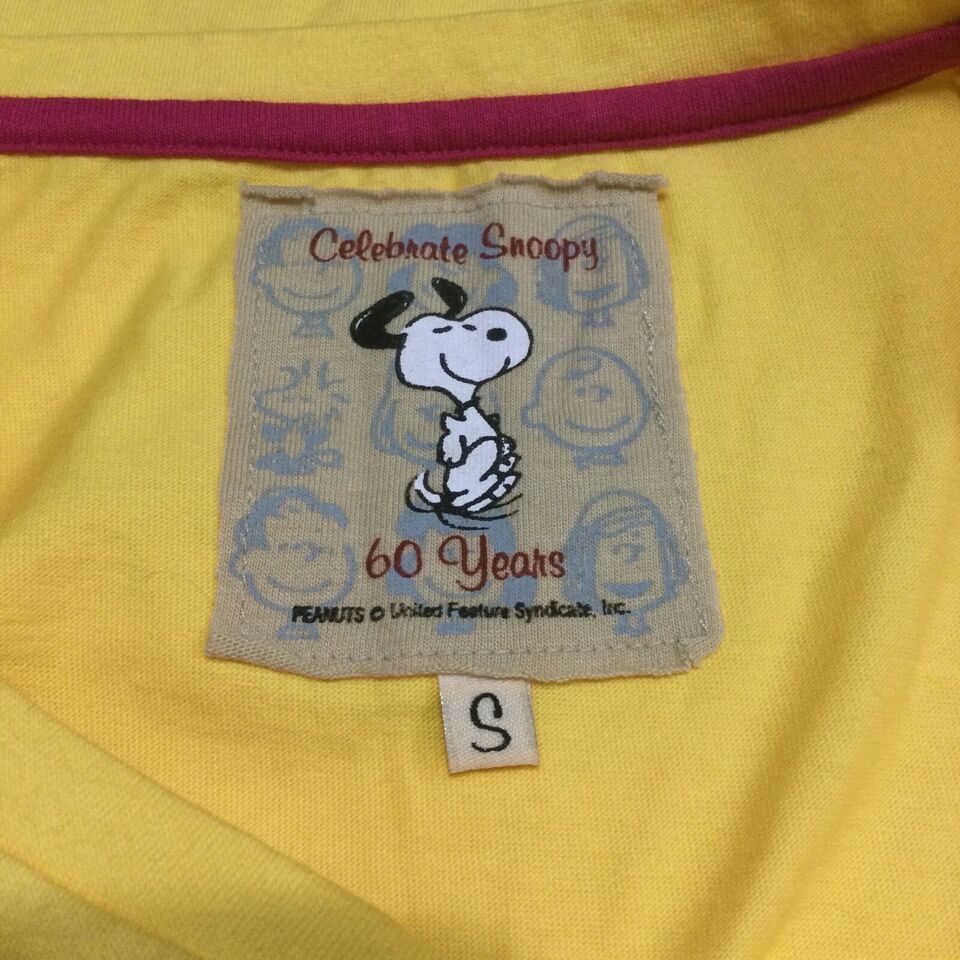 Celebrate Snoopy
60 Years
PEANUTS © United Feature Syndicate, Inc.
S